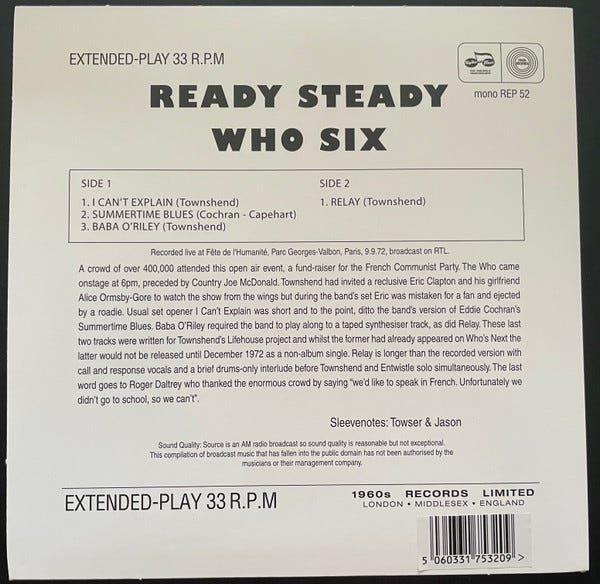 EXTENDED-PLAY 33 R.P.M
mono REP 52
READY STEADY
WHO SIX
SIDE 1
1. I CAN'T EXPLAIN (Townshend)
2. SUMMERTIME BLUES (Cochran - Capehart)
3. BABA O'RILEY (Townshend)
SIDE 2
1. RELAY (Townshend)
Recorded live at Fête de l'Humanité, Parc Georges-Valbon, Paris, 9.9.72, broadcast on RTL.
A crowd of over 400,000 attended this open air event, a fund-raiser for the French Communist Party. The Who came
onstage at 6pm, preceded by Country Joe McDonald. Townshend had invited a reclusive Eric Clapton and his girlfriend
Alice Ormsby-Gore to watch the show from the wings but during the band's set Eric was mistaken for a fan and ejected
by a roadie. Usual set opener I Can't Explain was short and to the point, ditto the band's version of Eddie Cochran's
Summertime Blues. Baba O'Riley required the band to play along to a taped synthesiser track, as did Relay. These last
two tracks were written for Townshend's Lifehouse project and whilst the former had already appeared on Who's Next the
latter would not be released until December 1972 as a non-album single. Relay is longer than the recorded version with
call and response vocals and a brief drums-only interlude before Townshend and Entwistle solo simultaneously. The last
word goes to Roger Daltrey who thanked the enormous crowd by saying "we'd like to speak in French. Unfortunately we
didn't go to school, so we can't".
Sleevenotes: Towser & Jason
Sound Quality: Source is an AM radio broadcast so sound quality is reasonable but not exceptional.
This compilation of broadcast music that has fallen into the public domain has not been authorised by the
musicians or their management company.
EXTENDED-PLAY 33 R.P.M
1960s RECORDS LIMITED
LONDON • MIDDLESEX • ENGLAND
5 060331 753209 >